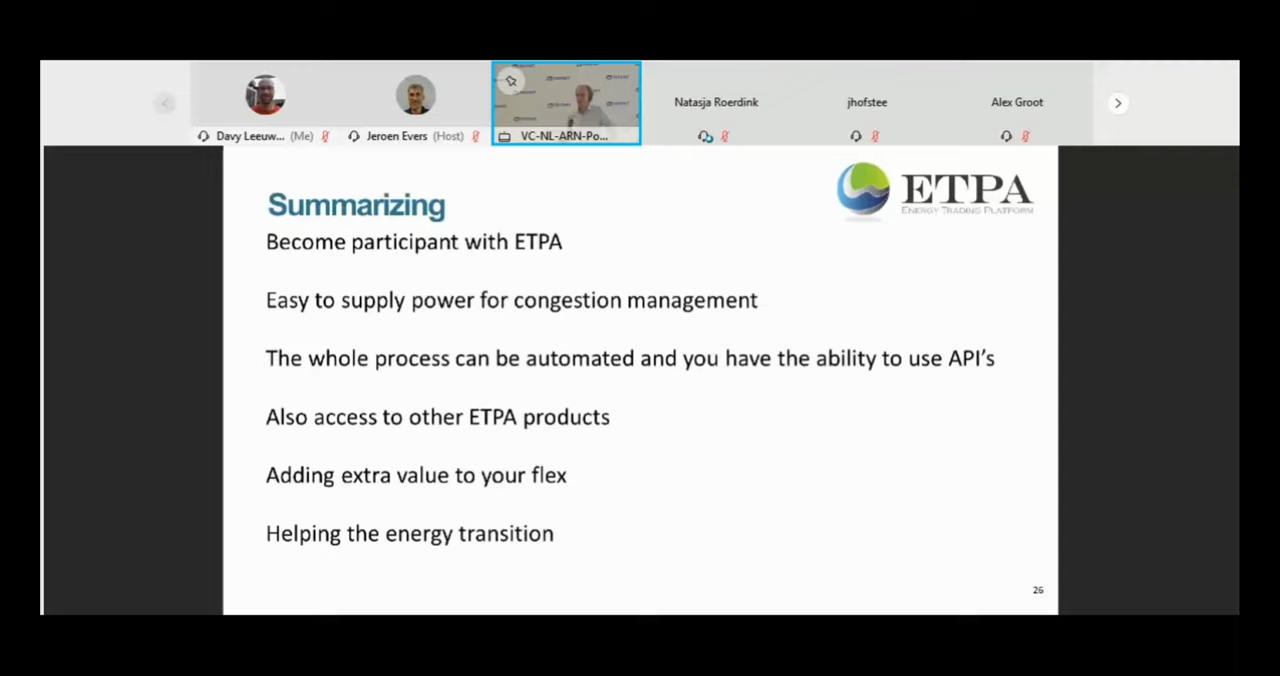 Natasja Roerdink
jhofstee
Alex Groot
Davy Leeuw... (Me)
Jeroen Evers (Host)
VC-NL-ARN-Po...
ETPA
ENERGY TRADING PLATFORM
Summarizing
Become participant with ETPA
Easy to supply power for congestion management
The whole process can be automated and you have the ability to use API's
Also access to other ETPA products
Adding extra value to your flex
Helping the energy transition
26